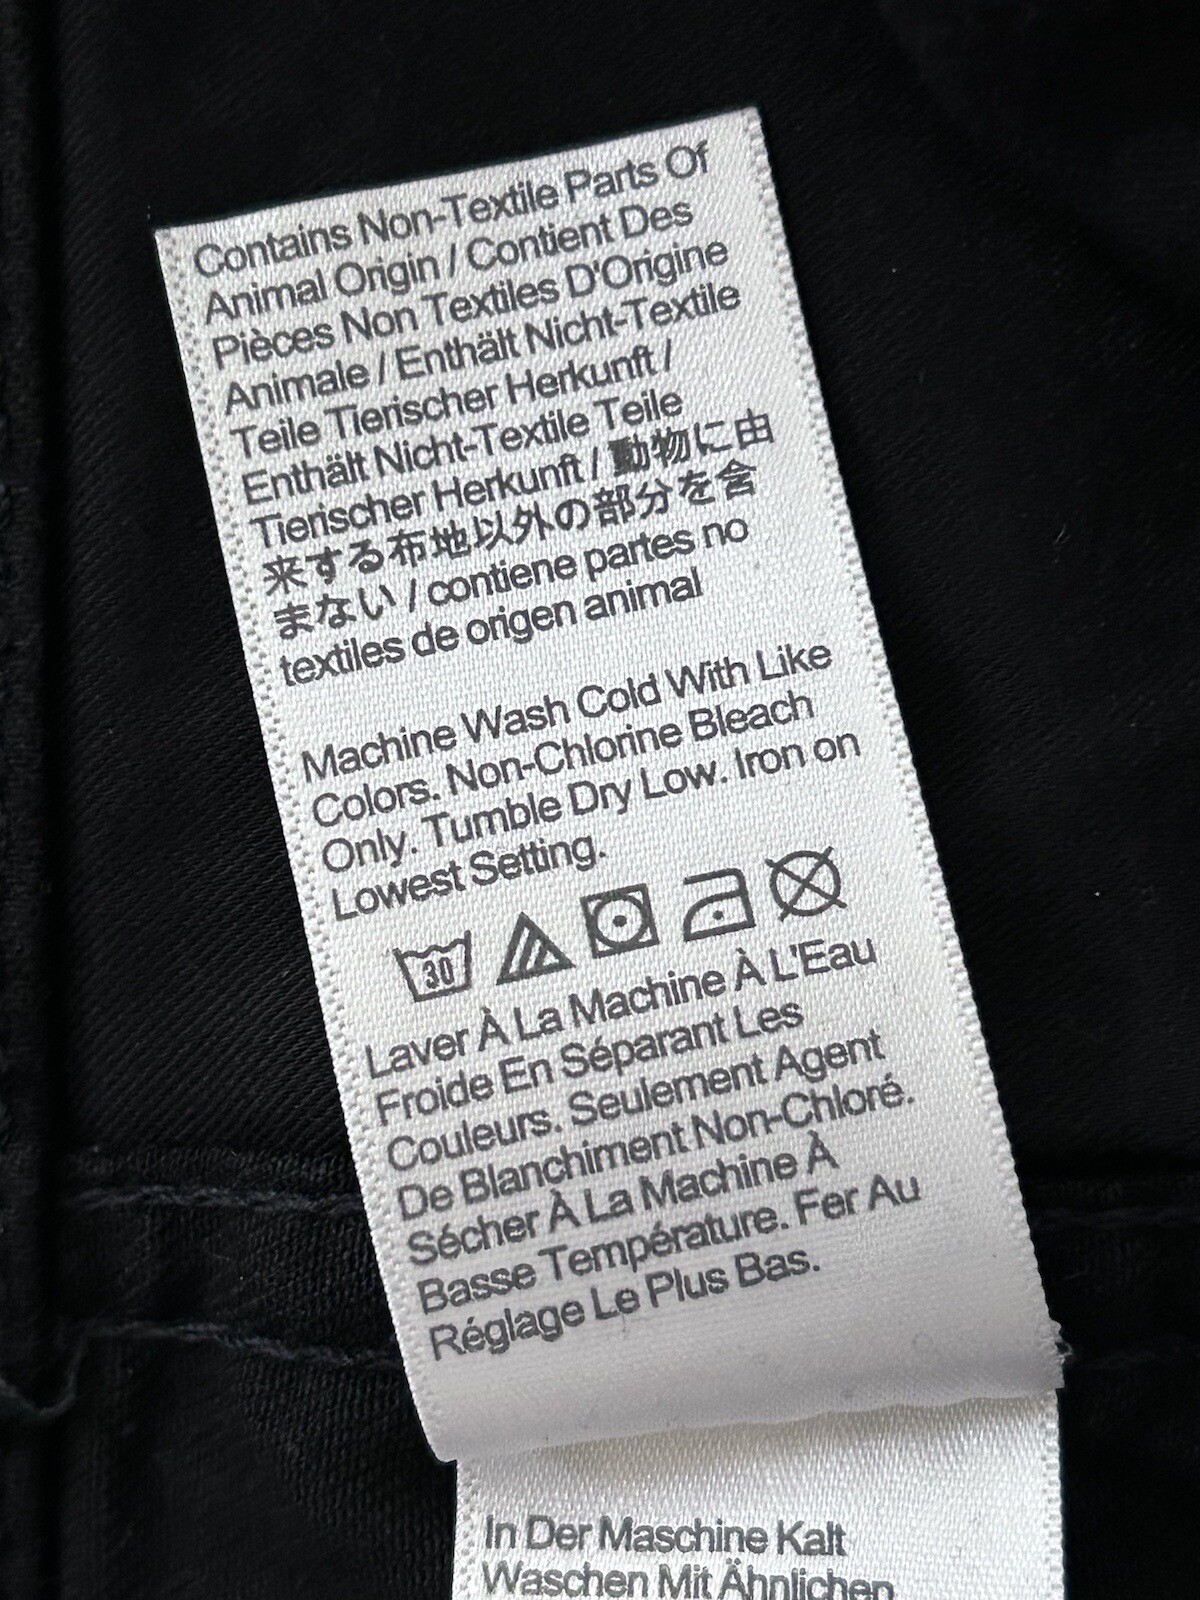 Contains Non-Textile Parts Of
Animal Origin / Contient Des
Pièces Non Textiles D'Origine
Animale / Enthält Nicht-Textile
Teile Tierischer Herkunft /
Enthält Nicht-Textile Teile
Tierischer Herkunft / 動物に由
来する布地以外の部分を含
まない / contiene partes no
textiles de origen animal
Machine Wash Cold With Like
Colors. Non-Chlorine Bleach
Only. Tumble Dry Low. Iron on
Lowest Setting.
30
Laver À La Machine À L'Eau
Froide En Séparant Les
Couleurs. Seulement Agent
De Blanchiment Non-Chloré.
Sécher À La Machine À
Basse Température. Fer Au
Réglage Le Plus Bas.
In Der Maschine Kalt
Waschen Mit Ähnlichen